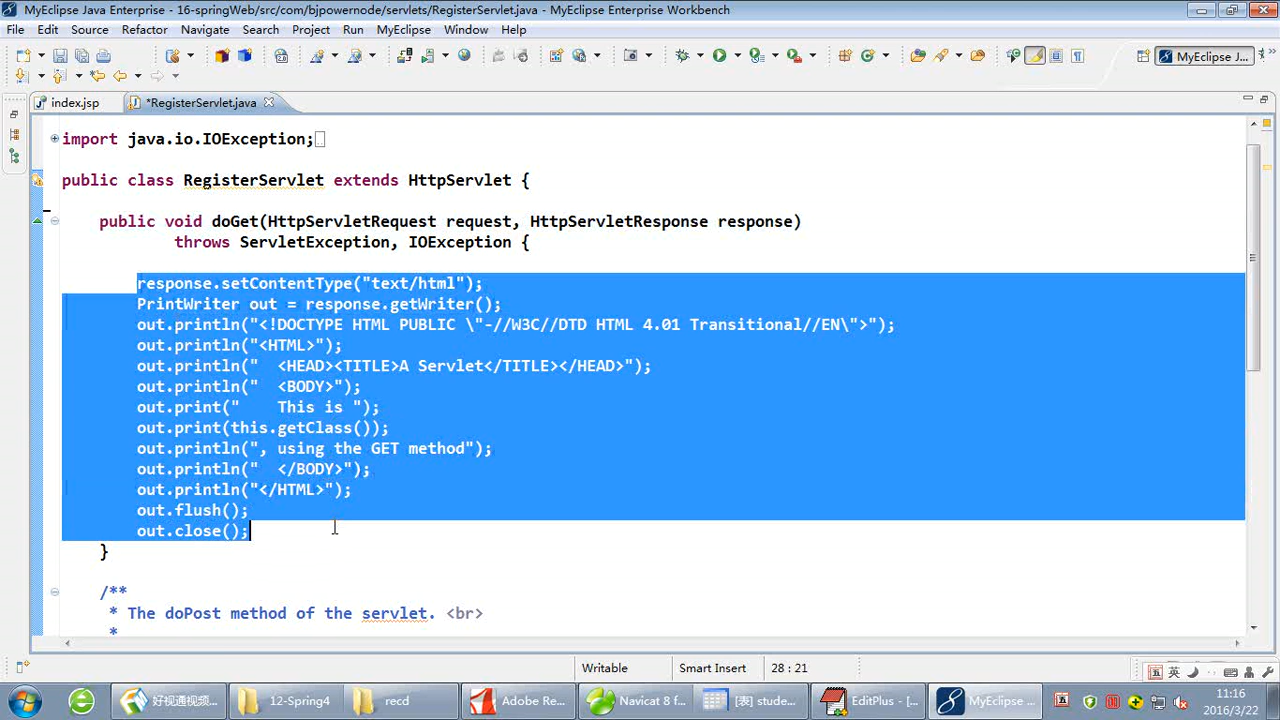 MyEclipse Java Enterprise - 16-springWeb/src/com/bjpowernode/servlets/RegisterServlet.java - MyEclipse Enterprise Workbench
File Edit Source Refactor Navigate Search Project Run MyEclipse Window Help
MyEclipse J...
index.jsp *RegisterServlet.java
import java.io.IOException;
public class RegisterServlet extends HttpServlet {
public void doGet(HttpServletRequest request, HttpServletResponse response)
throws ServletException, IOException {
response.setContentType("text/html");
PrintWriter out = response.getWriter();
out.println("<!DOCTYPE HTML PUBLIC \"-//W3C//DTD HTML 4.01 Transitional//EN\">");
out.println("<HTML>");
out.println("  <HEAD><TITLE>A Servlet</TITLE></HEAD>");
out.println("  <BODY>");
out.print("    This is ");
out.print(this.getClass());
out.println(", using the GET method");
out.println("  </BODY>");
out.println("</HTML>");
out.flush();
out.close();
}
/**
* The doPost method of the servlet. <br>
*
Writable Smart Insert 28 : 21
英
好视通视频... 12-Spring4 recd Adobe Re... Navicat 8 f... [表] stude... EditPlus - [... MyEclipse ...
11:16
2016/3/22